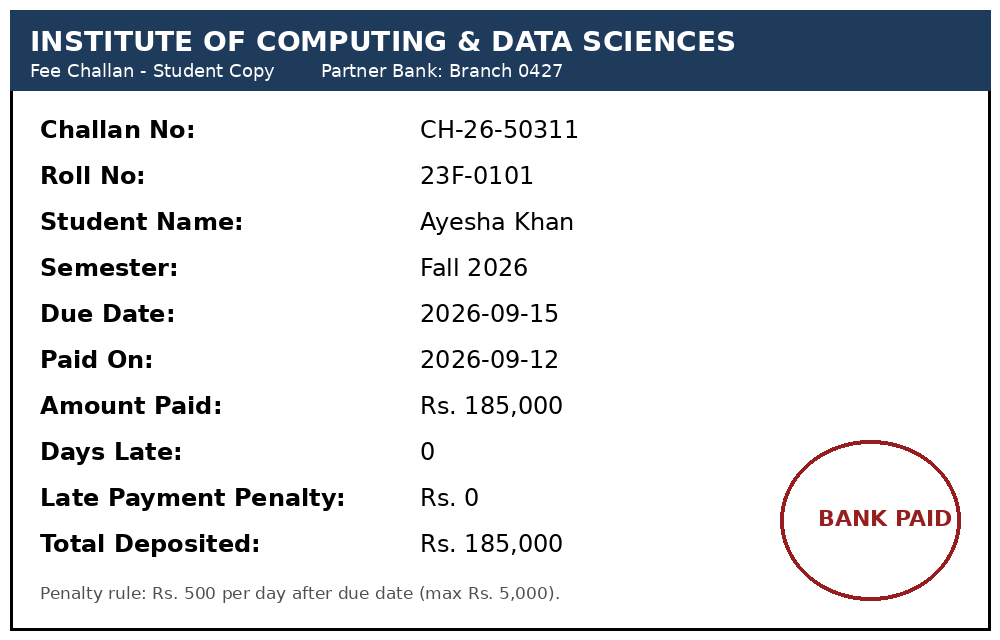 INSTITUTE OF COMPUTING & DATA SCIENCES
Fee Challan - Student Copy Partner Bank: Branch 0427
Challan No: CH-26-50311
Roll No: 23F-0101
Student Name: Ayesha Khan
Semester: Fall 2026
Due Date: 2026-09-15
Paid On: 2026-09-12
Amount Paid: Rs. 185,000
Days Late: 0
Late Payment Penalty: Rs. 0
BANK PAID
Total Deposited: Rs. 185,000
Penalty rule: Rs. 500 per day after due date (max Rs. 5,000).